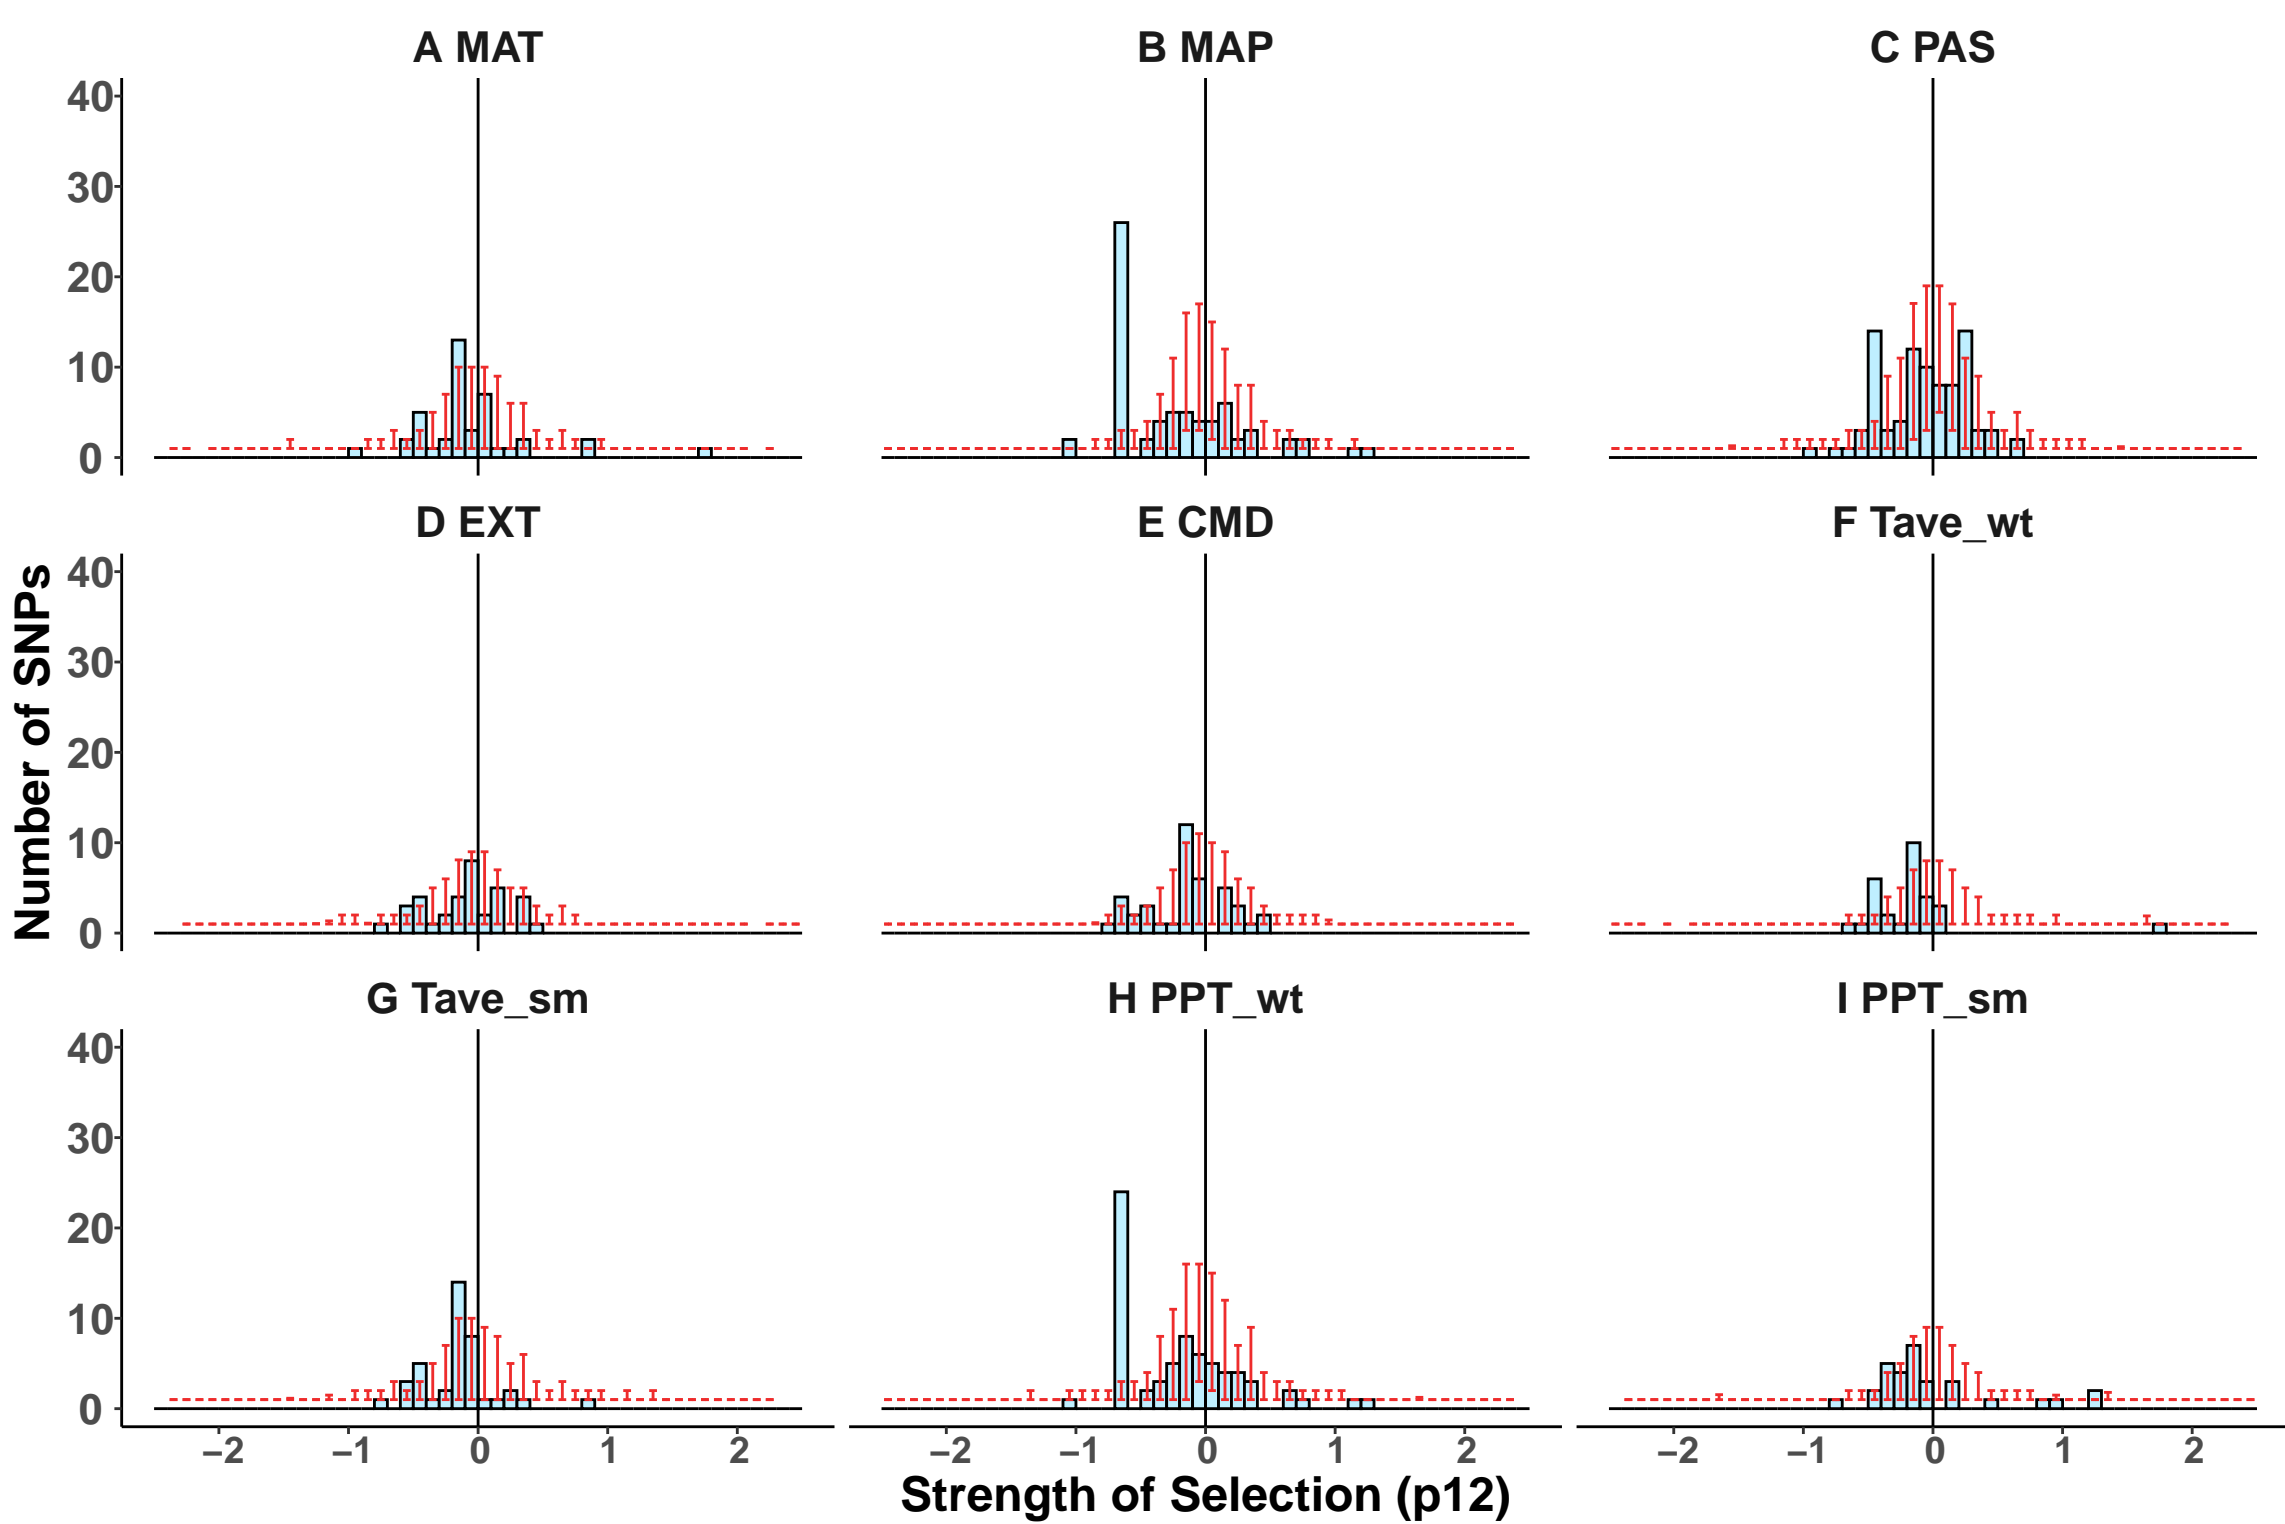 A MAT
B MAP
C PAS
40
30
20
10
0
D EXT
E CMD
F Tave_wt
Number of SNPs
40
30
20
10
0
G Tave_sm
H PPT_wt
I PPT_sm
40
30
20
10
0
−2 −1 0 1 2
−2 −1 0 1 2
−2 −1 0 1 2
Strength of Selection (p12)